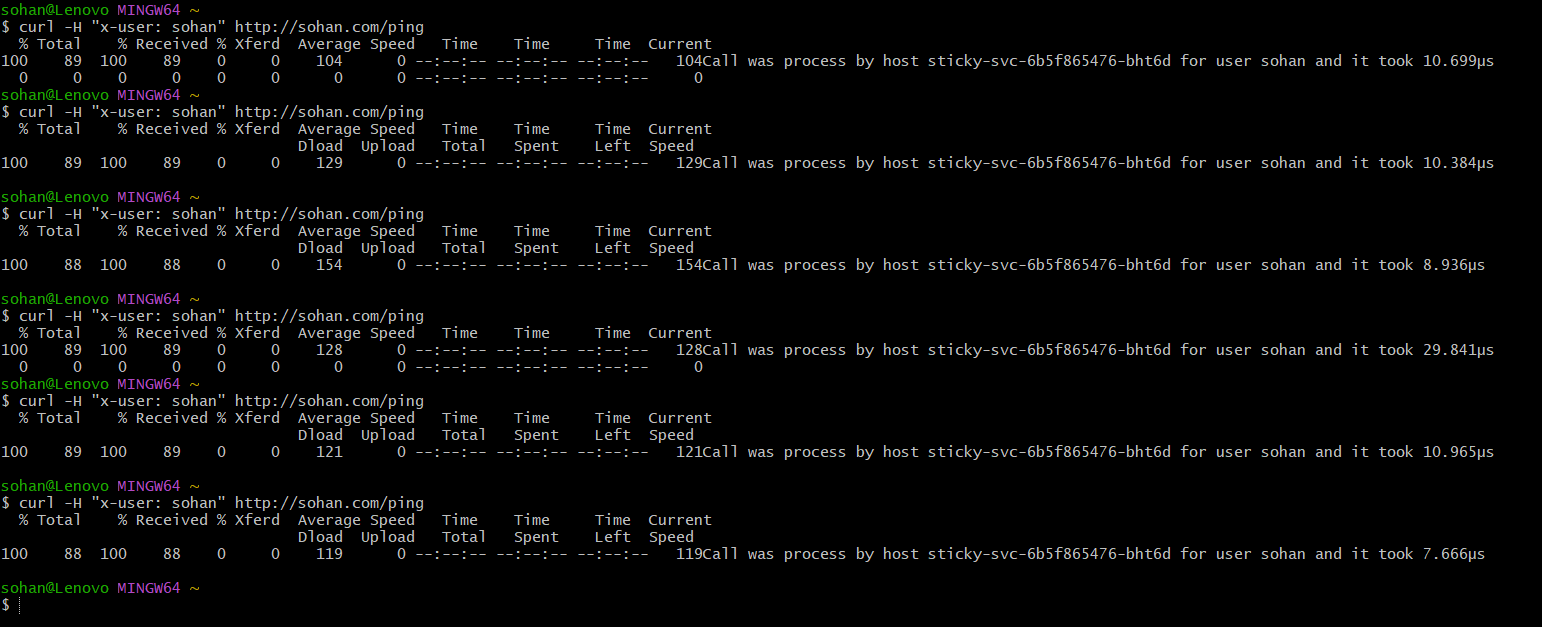 sohan@Lenovo MINGW64 ~
$ curl -H "x-user: sohan" http://sohan.com/ping
  % Total    % Received % Xferd  Average Speed   Time    Time     Time  Current
100    89  100    89    0     0    104      0 --:--:-- --:--:-- --:--:--   104Call was process by host sticky-svc-6b5f865476-bht6d for user sohan and it took 10.699µs
  0     0    0     0    0     0      0      0 --:--:-- --:--:-- --:--:--     0
sohan@Lenovo MINGW64 ~
$ curl -H "x-user: sohan" http://sohan.com/ping
  % Total    % Received % Xferd  Average Speed   Time    Time     Time  Current
                                 Dload  Upload   Total   Spent    Left  Speed
100    89  100    89    0     0    129      0 --:--:-- --:--:-- --:--:--   129Call was process by host sticky-svc-6b5f865476-bht6d for user sohan and it took 10.384µs
sohan@Lenovo MINGW64 ~
$ curl -H "x-user: sohan" http://sohan.com/ping
  % Total    % Received % Xferd  Average Speed   Time    Time     Time  Current
                                 Dload  Upload   Total   Spent    Left  Speed
100    88  100    88    0     0    154      0 --:--:-- --:--:-- --:--:--   154Call was process by host sticky-svc-6b5f865476-bht6d for user sohan and it took 8.936µs
sohan@Lenovo MINGW64 ~
$ curl -H "x-user: sohan" http://sohan.com/ping
  % Total    % Received % Xferd  Average Speed   Time    Time     Time  Current
100    89  100    89    0     0    128      0 --:--:-- --:--:-- --:--:--   128Call was process by host sticky-svc-6b5f865476-bht6d for user sohan and it took 29.841µs
  0     0    0     0    0     0      0      0 --:--:-- --:--:-- --:--:--     0
sohan@Lenovo MINGW64 ~
$ curl -H "x-user: sohan" http://sohan.com/ping
  % Total    % Received % Xferd  Average Speed   Time    Time     Time  Current
                                 Dload  Upload   Total   Spent    Left  Speed
100    89  100    89    0     0    121      0 --:--:-- --:--:-- --:--:--   121Call was process by host sticky-svc-6b5f865476-bht6d for user sohan and it took 10.965µs
sohan@Lenovo MINGW64 ~
$ curl -H "x-user: sohan" http://sohan.com/ping
  % Total    % Received % Xferd  Average Speed   Time    Time     Time  Current
                                 Dload  Upload   Total   Spent    Left  Speed
100    88  100    88    0     0    119      0 --:--:-- --:--:-- --:--:--   119Call was process by host sticky-svc-6b5f865476-bht6d for user sohan and it took 7.666µs
sohan@Lenovo MINGW64 ~
$